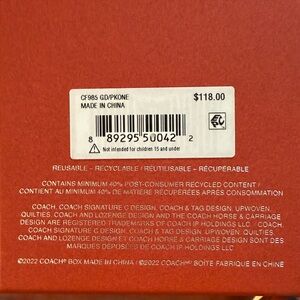 CF985 GD/PKONE
MADE IN CHINA
$118.00
8 89295 50042 2
Not intended for children 15 and under
REUSABLE - RECYCLABLE / REUTILISABLE - RÉCUPÉRABLE
CONTAINS MINIMUM 40% POST-CONSUMER RECYCLED CONTENT /
CONTIENT AU MINIMUM 40% DE MATIÈRE RÉCUPÉRÉES APRÈS CONSOMMATION
COACH, COACH SIGNATURE C DESIGN, COACH & TAG DESIGN, UPWOVEN,
QUILTIES, COACH AND LOZENGE DESIGN AND THE COACH HORSE & CARRIAGE
DESIGN ARE REGISTERED TRADEMARKS OF COACH IP HOLDINGS LLC. /
COACH, COACH SIGNATURE C DESIGN, COACH & TAG DESIGN, UPWOVEN,
QUILTIES, COACH AND LOZENGE DESIGN
AND THE COACH HORSE & CARRIAGE DESIGN SONT DES
MARQUES DÉPOSÉES DE COACH IP HOLDINGS LLC
©2022 COACH® BOX MADE IN CHINA / ©2022 COACH® BOÎTE FABRIQUÉ EN CHINE